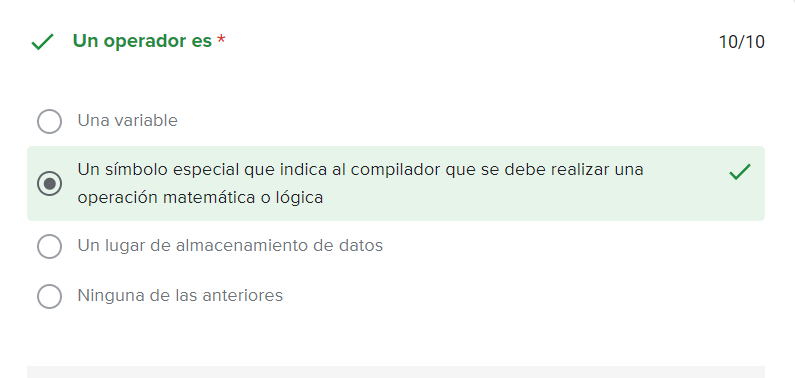 Un operador es *
10/10
Una variable
Un símbolo especial que indica al compilador que se debe realizar una
operación matemática o lógica
Un lugar de almacenamiento de datos
Ninguna de las anteriores